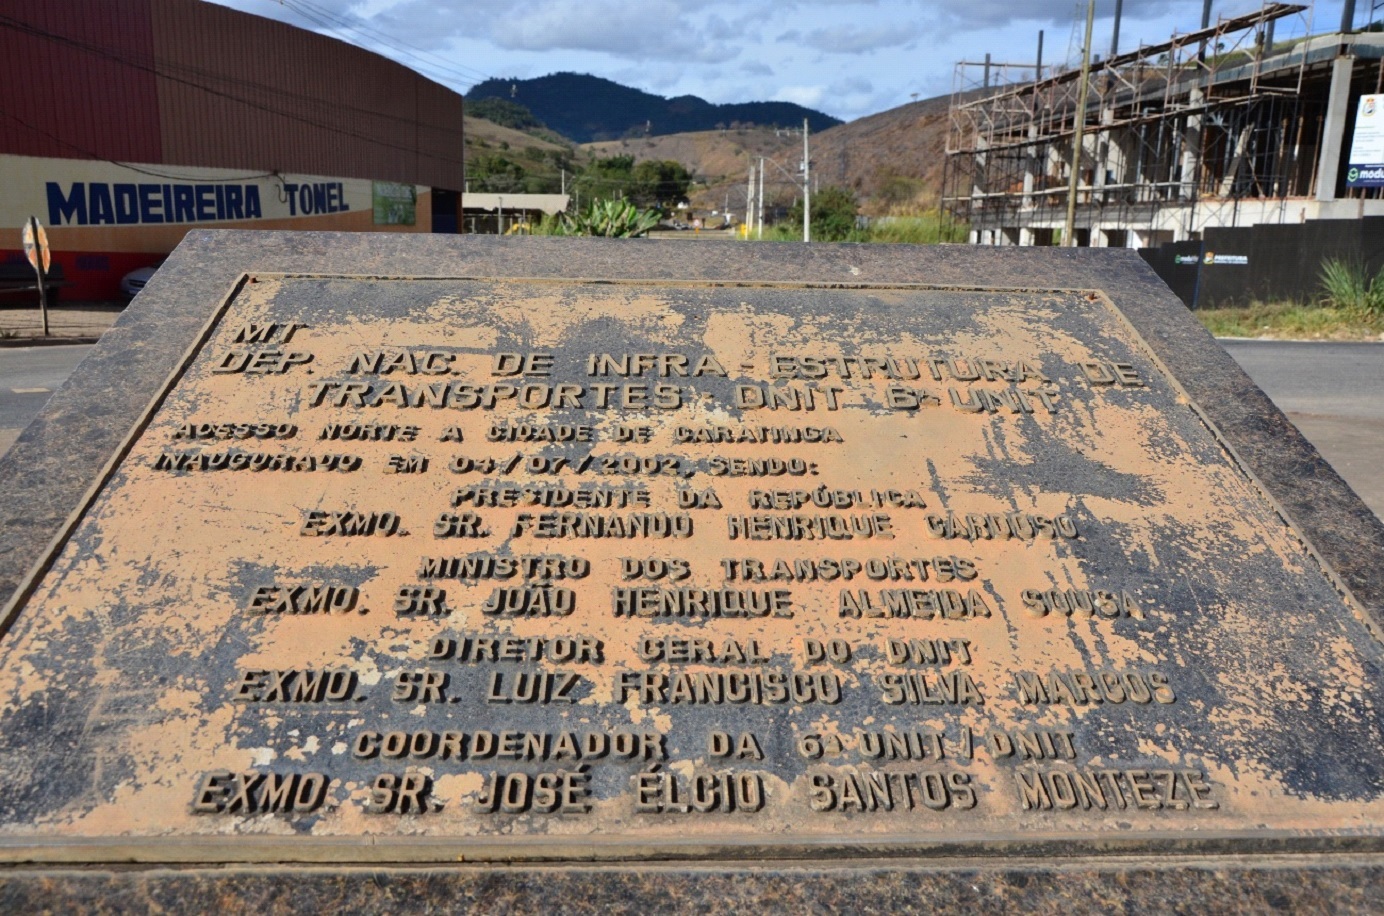 MADEIREIRA TONEL
modu
MT
DEP. NAC. DE INFRA - ESTRUTURA DE
TRANSPORTES - DNIT 6ª UNIT
ACESSO NORTE A CIDADE DE CARATINGA
INAUGURADO EM 04/07/2002, SENDO:
PRESIDENTE DA REPÚBLICA
EXMO. SR. FERNANDO HENRIQUE CARDOSO
MINISTRO DOS TRANSPORTES
EXMO. SR. JOÃO HENRIQUE ALMEIDA SOUSA
DIRETOR GERAL DO DNIT
EXMO. SR. LUIZ FRANCISCO SILVA MARCOS
COORDENADOR DA 6ª UNIT/DNIT
EXMO. SR. JOSÉ ÉLCIO SANTOS MONTEZE